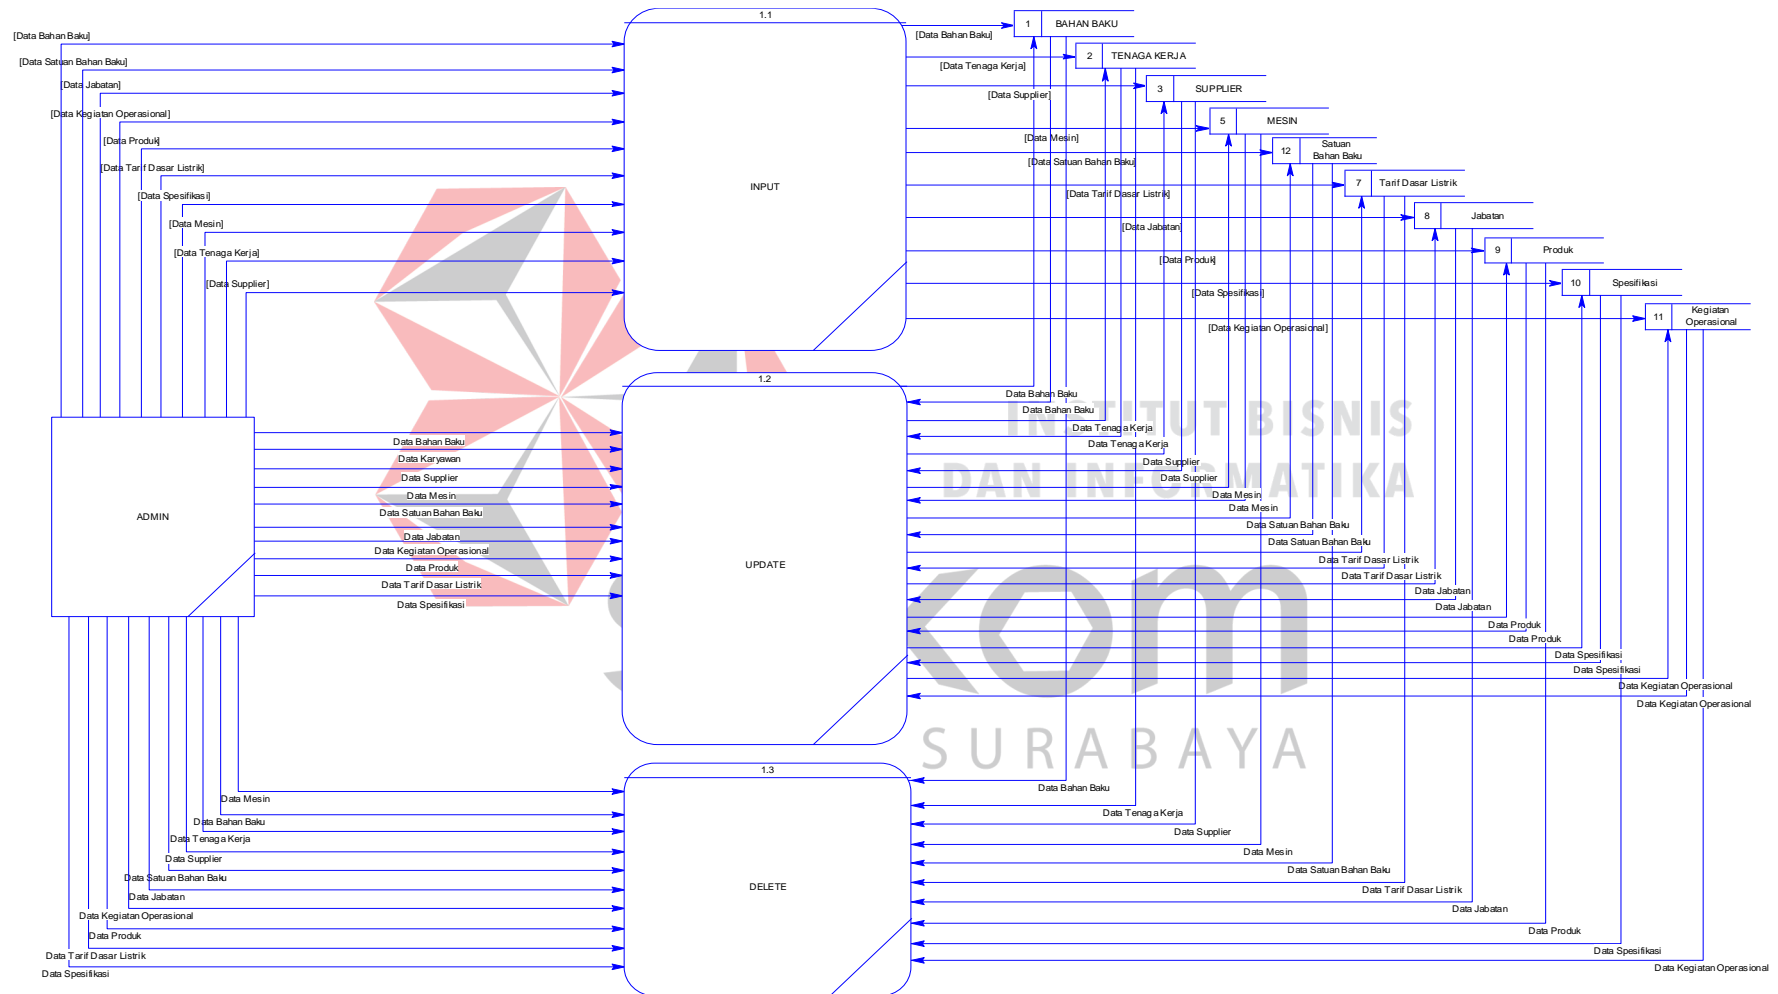 1.1
INPUT
[Data Bahan Baku]
[Data Satuan Bahan Baku]
[Data Jabatan]
[Data Kegiatan Operasional]
[Data Produk]
[Data Tarif Dasar Listrik]
[Data Spesifikasi]
[Data Mesin]
[Data Tenaga Kerja]
[Data Supplier]
[Data Bahan Baku]
[Data Tenaga Kerja]
[Data Supplier]
[Data Mesin]
[Data Satuan Bahan Baku]
[Data Tarif Dasar Listrik]
[Data Jabatan]
[Data Produk]
[Data Spesifikasi]
[Data Kegiatan Operasional]
1 BAHAN BAKU
2 TENAGA KERJA
3 SUPPLIER
5 MESIN
12 Satuan
Bahan Baku
7 Tarif Dasar Listrik
8 Jabatan
9 Produk
10 Spesifikasi
11 Kegiatan
Operasional
ADMIN
Data Bahan Baku
Data Karyawan
Data Supplier
Data Mesin
Data Satuan Bahan Baku
Data Jabatan
Data Kegiatan Operasional
Data Produk
Data Tarif Dasar Listrik
Data Spesifikasi
1.2
UPDATE
Data Bahan Baku
Data Bahan Baku
Data Tenaga Kerja
Data Tenaga Kerja
Data Supplier
Data Supplier
Data Mesin
Data Mesin
Data Satuan Bahan Baku
Data Satuan Bahan Baku
Data Tarif Dasar Listrik
Data Tarif Dasar Listrik
Data Jabatan
Data Jabatan
Data Produk
Data Produk
Data Spesifikasi
Data Spesifikasi
Data Kegiatan Operasional
Data Kegiatan Operasional
INSTITUT BISNIS
DAN INFORMATIKA
SURABAYA
1.3
DELETE
Data Mesin
Data Bahan Baku
Data Tenaga Kerja
Data Supplier
Data Satuan Bahan Baku
Data Jabatan
Data Kegiatan Operasional
Data Produk
Data Tarif Dasar Listrik
Data Spesifikasi
Data Bahan Baku
Data Tenaga Kerja
Data Supplier
Data Mesin
Data Satuan Bahan Baku
Data Tarif Dasar Listrik
Data Jabatan
Data Produk
Data Spesifikasi
Data Kegiatan Operasional